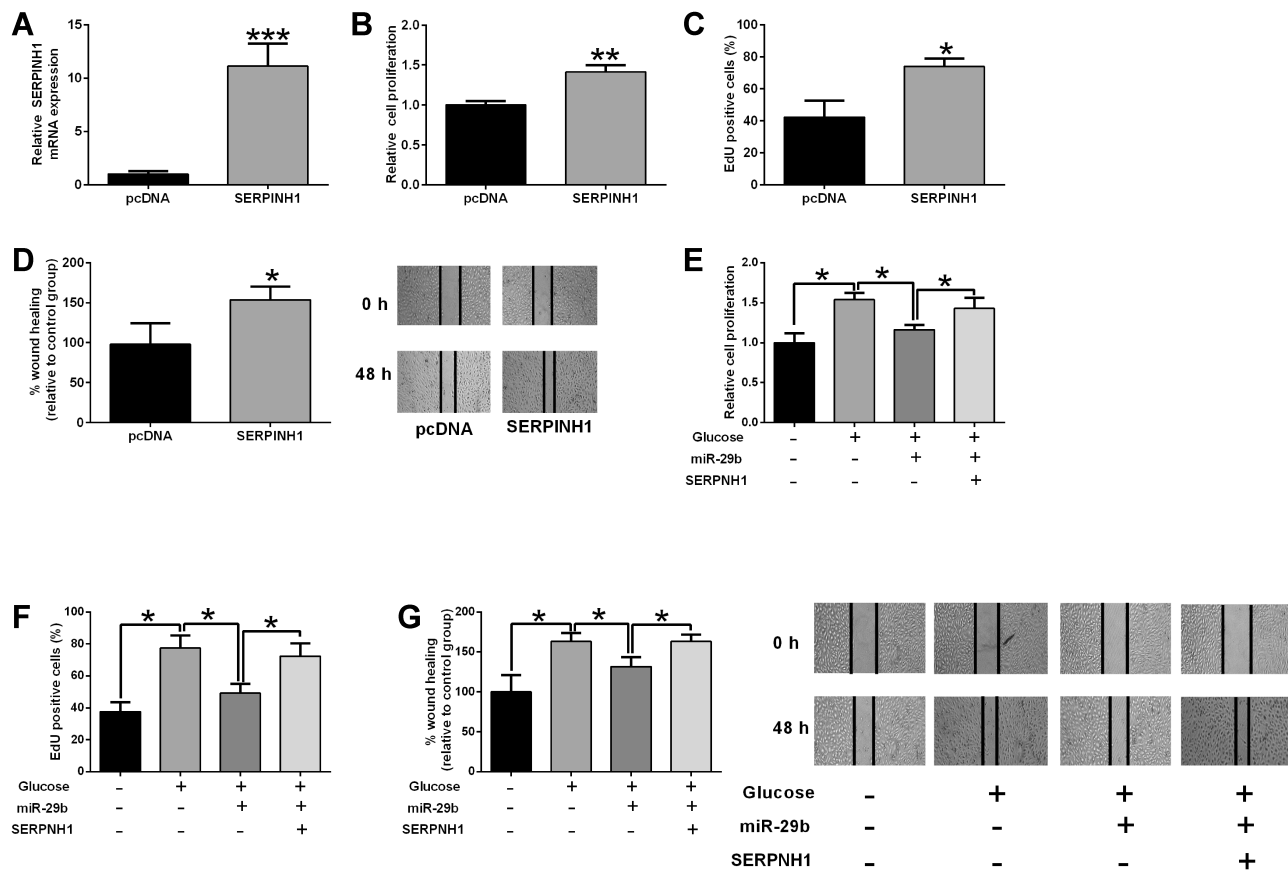 A
Relative SERPINH1
mRNA expression
15
10
5
0
***
pcDNA
SERPINH1
B
Relative cell proliferation
2.0
1.5
1.0
0.5
0.0
**
pcDNA
SERPINH1
C
EdU positive cells (%)
100
80
60
40
20
0
*
pcDNA
SERPINH1
D
% wound healing
(relative to control group)
200
150
100
50
0
*
pcDNA
SERPINH1
0 h
48 h
pcDNA
SERPINH1
E
Relative cell proliferation
2.0
1.5
1.0
0.5
0.0
* * *
Glucose - + + +
miR-29b - - + +
SERPNH1 - - - +
F
EdU positive cells (%)
100
80
60
40
20
0
* * *
Glucose - + + +
miR-29b - - + +
SERPNH1 - - - +
G
% wound healing
(relative to control group)
200
150
100
50
0
* * *
Glucose - + + +
miR-29b - - + +
SERPNH1 - - - +
0 h
48 h
Glucose - + + +
miR-29b - - + +
SERPNH1 - - - +